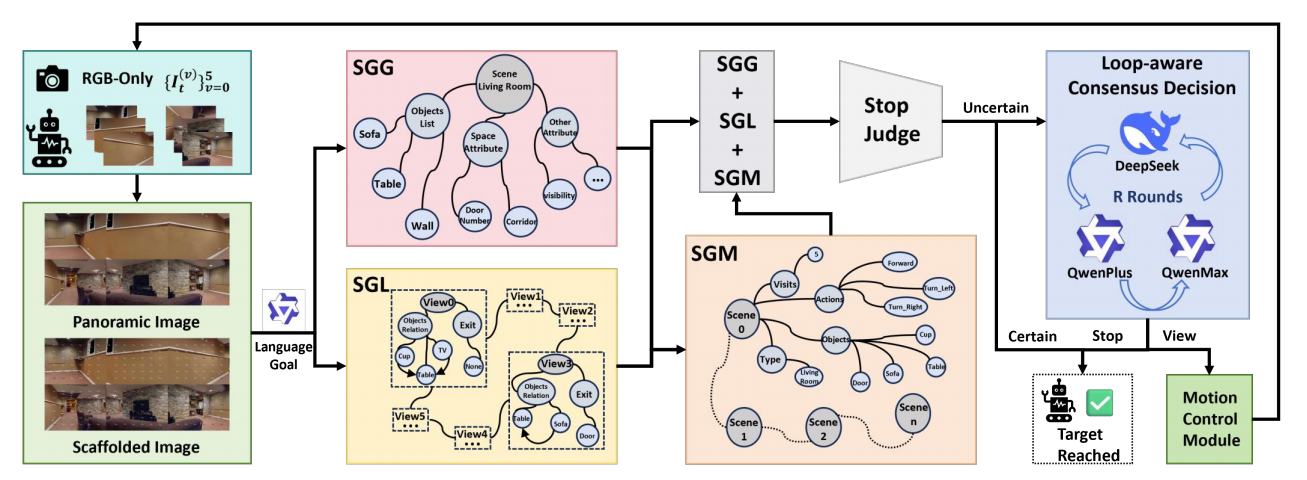 RGB-Only {I_t^(v)}_{v=0}^5
Panoramic Image
Scaffolded Image
Language
Goal
SGG
Scene
Living Room
Objects
List
Space
Attribute
Other
Attribute
Sofa
Table
Wall
Door
Number
Corridor
visibility
...
SGL
View0
Objects
Relation
Exit
Cup
TV
Table
None
View1
...
View2
...
View3
Objects
Relation
Exit
Table
Sofa
Door
View4
...
View5
...
SGG
+
SGL
+
SGM
Stop
Judge
SGM
Scene
0
Visits
5
Actions
Forward
Turn_Left
Turn_Right
Objects
Cup
Table
Sofa
Door
Type
Living
Room
Scene
1
Scene
2
Scene
n
Uncertain
Loop-aware
Consensus Decision
DeepSeek
R Rounds
QwenPlus
QwenMax
Certain
Stop
View
Target
Reached
Motion
Control
Module